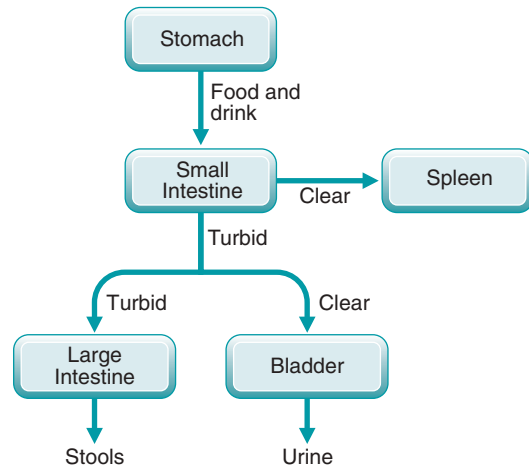 Stomach
Food and
drink
Small
Intestine
Clear
Spleen
Turbid
Turbid
Clear
Large
Intestine
Bladder
Stools
Urine